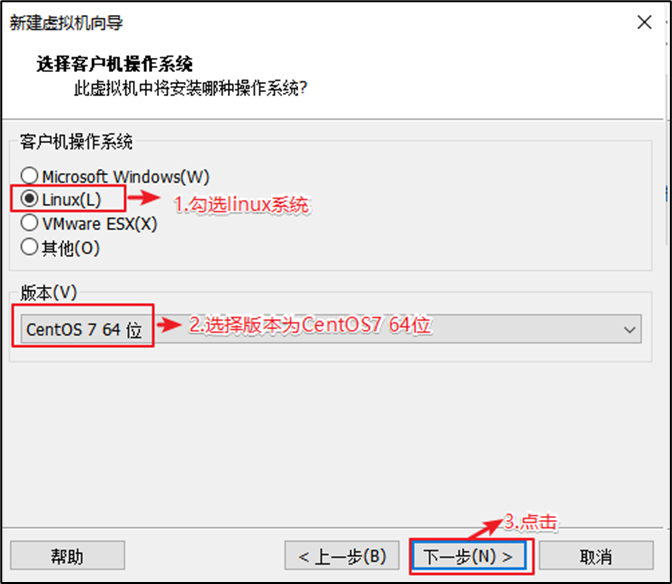 新建虚拟机向导
选择客户机操作系统
此虚拟机中将安装哪种操作系统?
客户机操作系统
Microsoft Windows(W)
Linux(L)
1.勾选linux系统
VMware ESX(X)
其他(O)
版本(V)
CentOS 7 64 位
2.选择版本为CentOS7 64位
3.点击
帮助
< 上一步(B)
下一步(N) >
取消